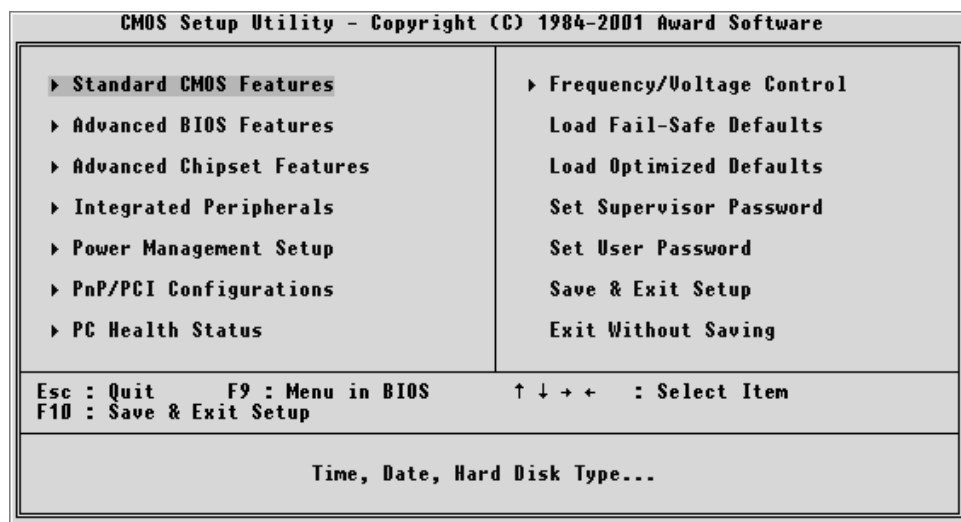 CMOS Setup Utility - Copyright (C) 1984-2001 Award Software
▸ Standard CMOS Features
▸ Advanced BIOS Features
▸ Advanced Chipset Features
▸ Integrated Peripherals
▸ Power Management Setup
▸ PnP/PCI Configurations
▸ PC Health Status
▸ Frequency/Voltage Control
Load Fail-Safe Defaults
Load Optimized Defaults
Set Supervisor Password
Set User Password
Save & Exit Setup
Exit Without Saving
Esc : Quit F9 : Menu in BIOS ↑ ↓ → ← : Select Item
F10 : Save & Exit Setup
Time, Date, Hard Disk Type...